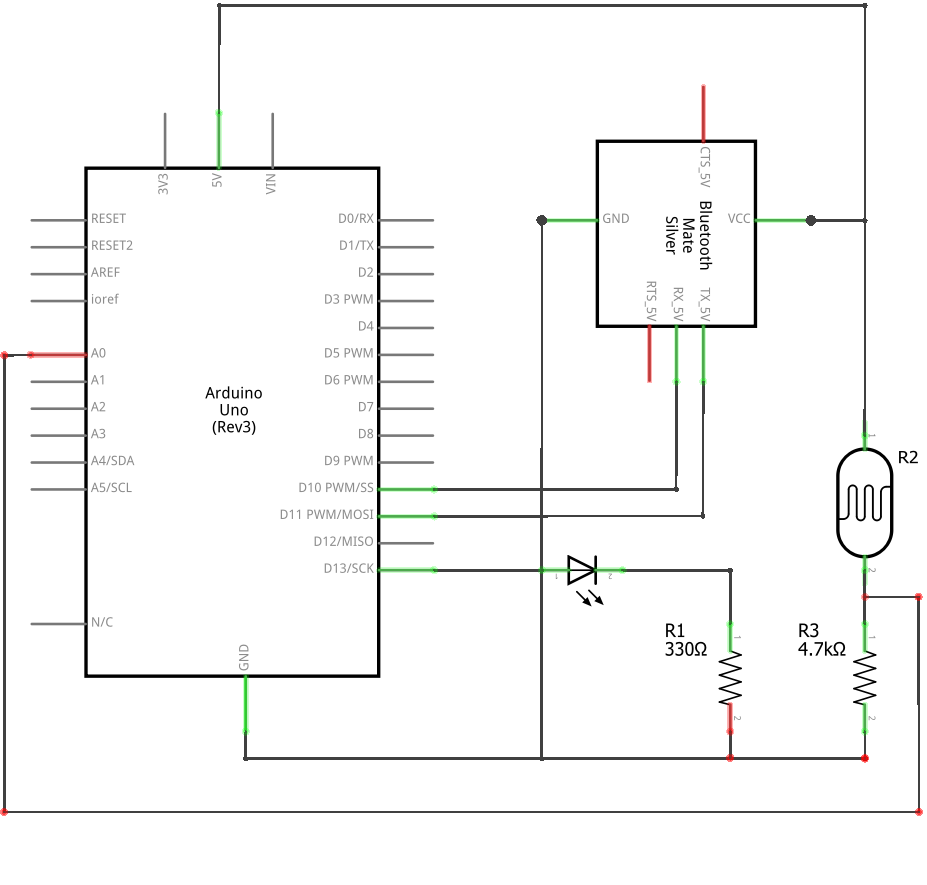 3V3
5V
VIN
RESET
RESET2
AREF
ioref
A0
A1
A2
A3
A4/SDA
A5/SCL
N/C
D0/RX
D1/TX
D2
D3 PWM
D4
D5 PWM
D6 PWM
D7
D8
D9 PWM
D10 PWM/SS
D11 PWM/MOSI
D12/MISO
D13/SCK
GND
Arduino
Uno
(Rev3)
CTS_5V
GND
VCC
Bluetooth
Mate
Silver
RTS_5V
RX_5V
TX_5V
1
R2
2
1
2
R1
330Ω
1
2
R3
4.7kΩ
1
2